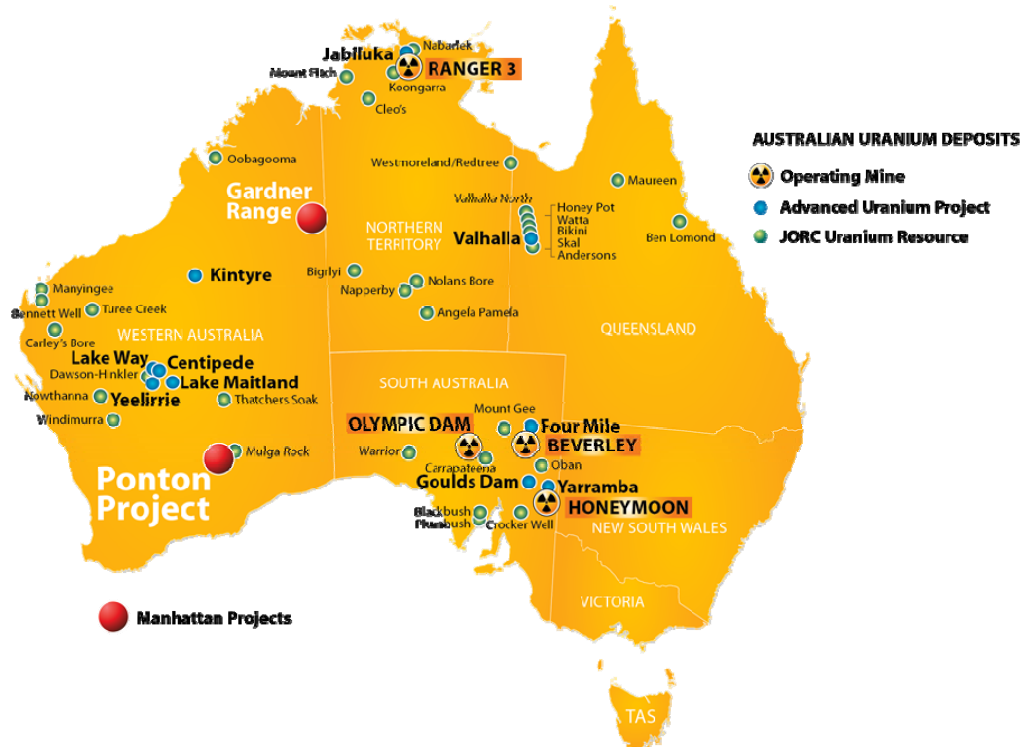 Nabarlek
Jabiluka
RANGER 3
Mount Fitch
Koongarra
Cleo's
Oobagooma
Westmoreland/Redtree
Maureen
Gardner
Range
Valhalla North
Honey Pot
Watta
Bikini
Skal
Andersons
NORTHERN
TERRITORY
Valhalla
Ben Lomond
Kintyre
Bigrlyi
Nolans Bore
Napperby
Angela Pamela
Manyingee
Bennett Well
Turee Creek
Carley's Bore
WESTERN AUSTRALIA
QUEENSLAND
Lake Way
Centipede
Dawson-Hinkler
Lake Maitland
Nowthanna
Yeelirrie
Thatchers Soak
Windimurra
SOUTH AUSTRALIA
Mount Gee
OLYMPIC DAM
Four Mile
BEVERLEY
Warrior
Carrapateena
Oban
Mulga Rock
Ponton
Project
Goulds Dam
Yarramba
HONEYMOON
Blackbush
Plumbush
Crocker Well
NEW SOUTH WALES
VICTORIA
TAS
AUSTRALIAN URANIUM DEPOSITS
Operating Mine
Advanced Uranium Project
JORC Uranium Resource
Manhattan Projects